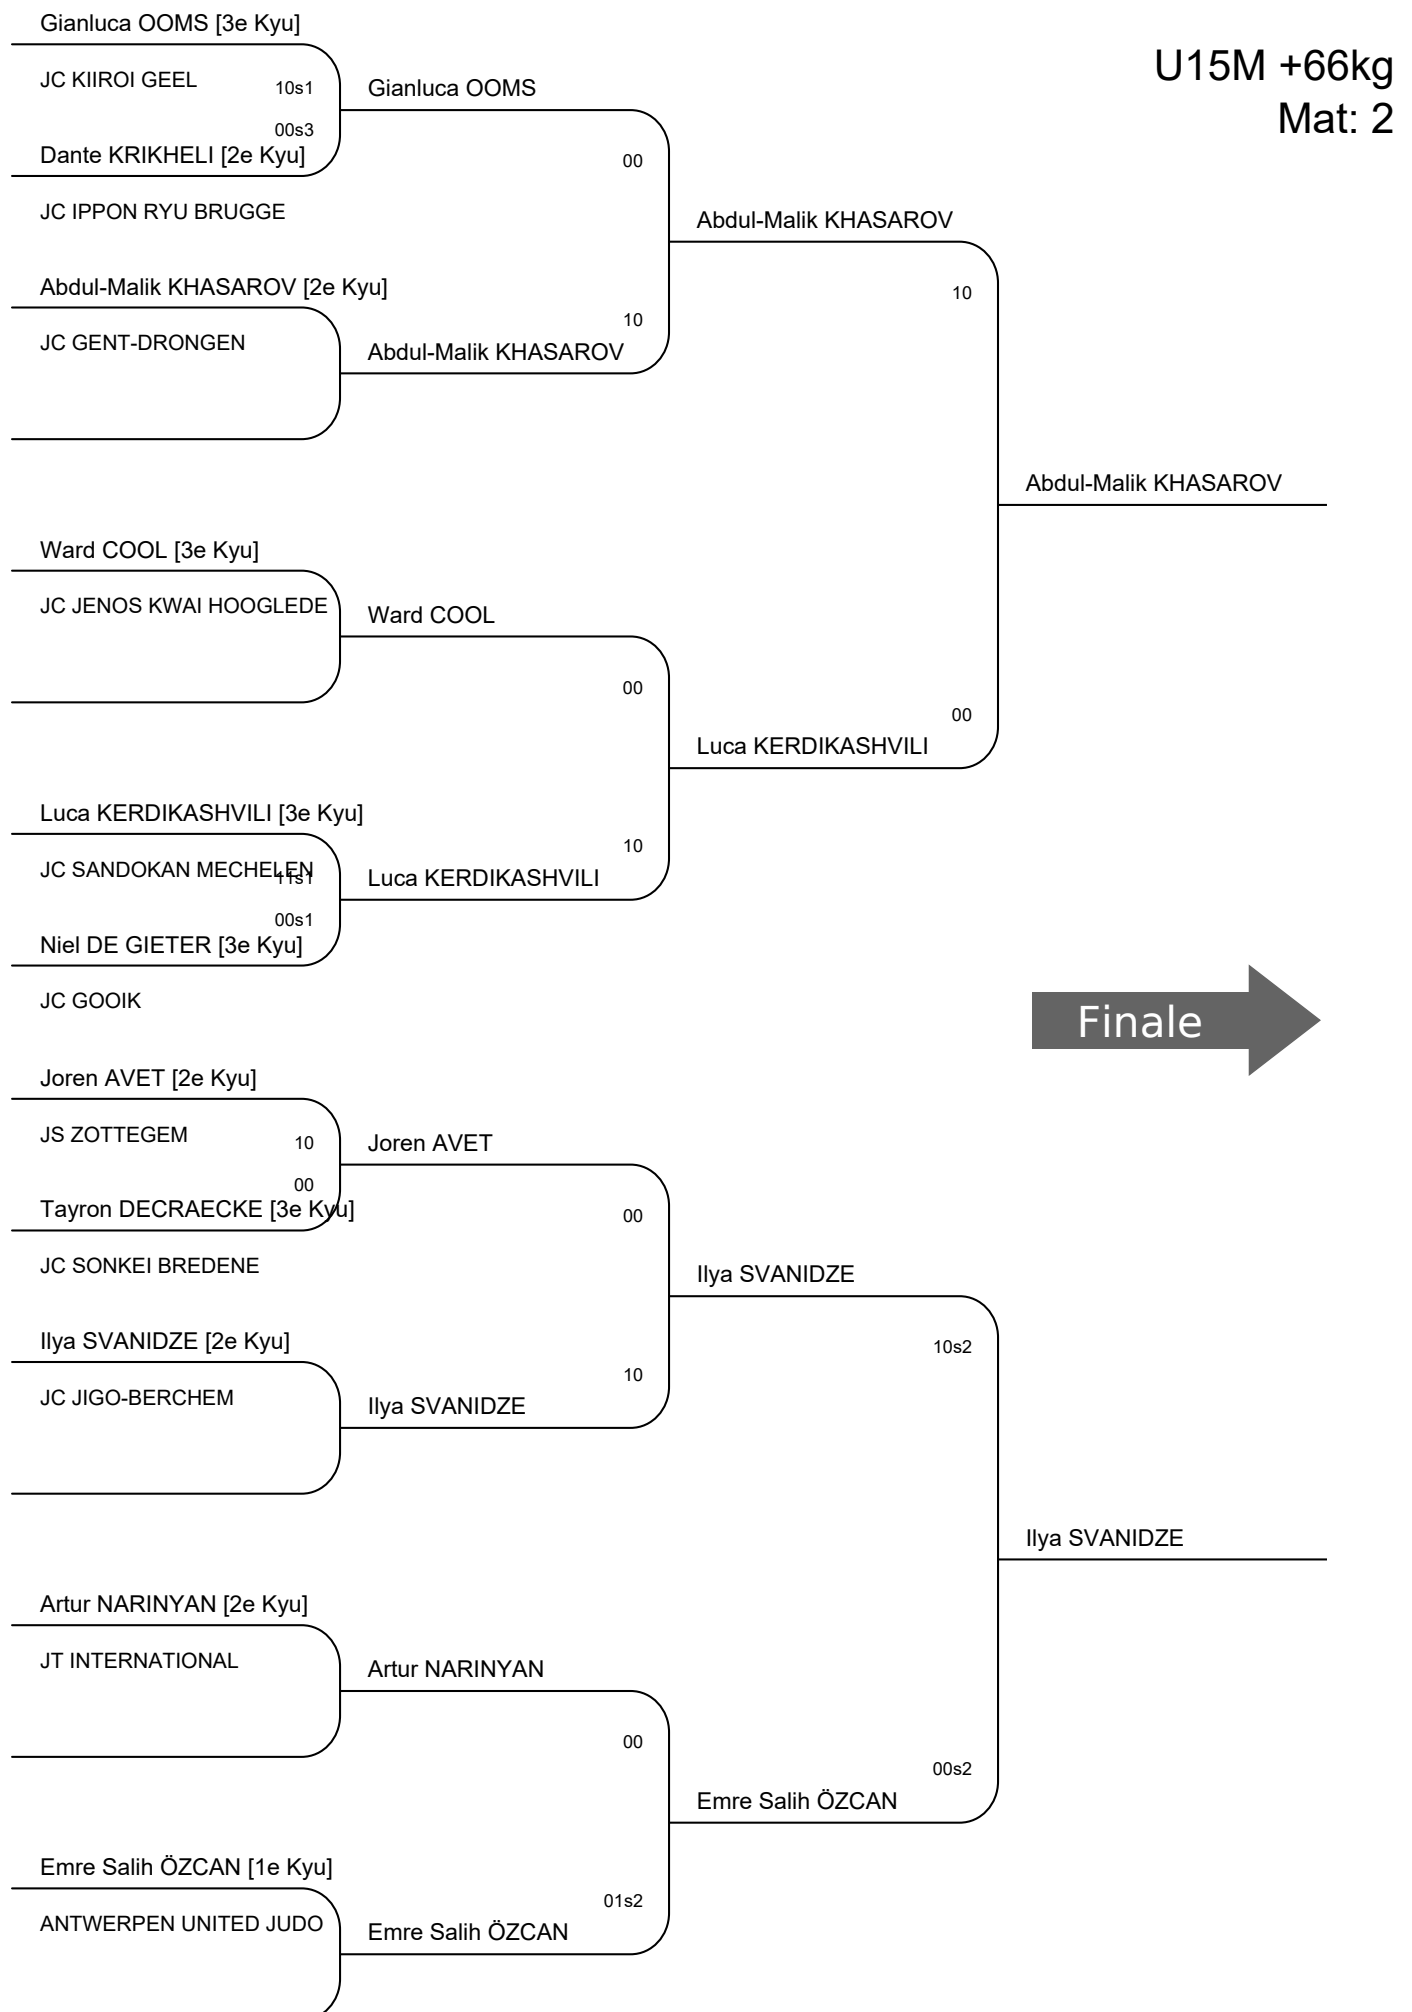 Gianluca OOMS [3e Kyu]
U15M +66kg
JC KIIROI GEEL
10s1
Gianluca OOMS
Mat: 2
00s3
Dante KRIKHELI [2e Kyu]
00
JC IPPON RYU BRUGGE
Abdul-Malik KHASAROV
Abdul-Malik KHASAROV [2e Kyu]
10
10
JC GENT-DRONGEN
Abdul-Malik KHASAROV
Abdul-Malik KHASAROV
Ward COOL [3e Kyu]
JC JENOS KWAI HOOGLEDE
Ward COOL
00
00
Luca KERDIKASHVILI
Luca KERDIKASHVILI [3e Kyu]
10
JC SANDOKAN MECHELEN
11s1
Luca KERDIKASHVILI
00s1
Niel DE GIETER [3e Kyu]
JC GOOIK
Finale
Joren AVET [2e Kyu]
JS ZOTTEGEM
10
Joren AVET
00
Tayron DECRAECKE [3e Kyu]
00
JC SONKEI BREDENE
Ilya SVANIDZE
Ilya SVANIDZE [2e Kyu]
10s2
10
JC JIGO-BERCHEM
Ilya SVANIDZE
Ilya SVANIDZE
Artur NARINYAN [2e Kyu]
JT INTERNATIONAL
Artur NARINYAN
00
00s2
Emre Salih ÖZCAN
Emre Salih ÖZCAN [1e Kyu]
01s2
ANTWERPEN UNITED JUDO
Emre Salih ÖZCAN